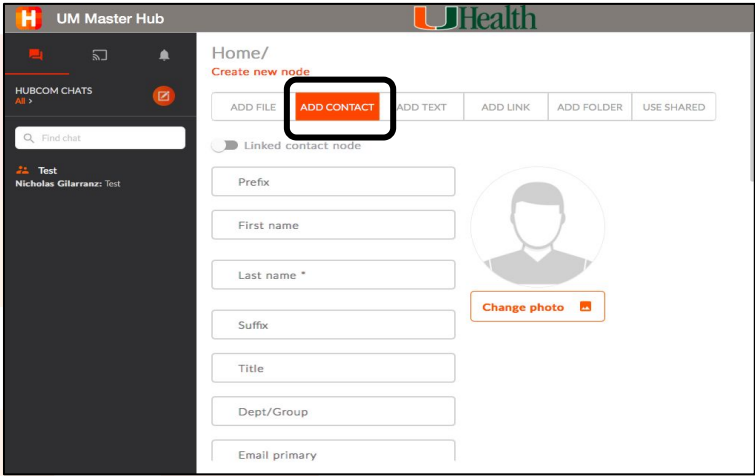 H UM Master Hub
UHealth
HUBCOM CHATS
All >
Find chat
Test
Nicholas Gilarranz: Test
Home/
Create new node
ADD FILE ADD CONTACT ADD TEXT ADD LINK ADD FOLDER USE SHARED
Linked contact node
Prefix
First name
Last name *
Suffix
Title
Dept/Group
Email primary
Change photo